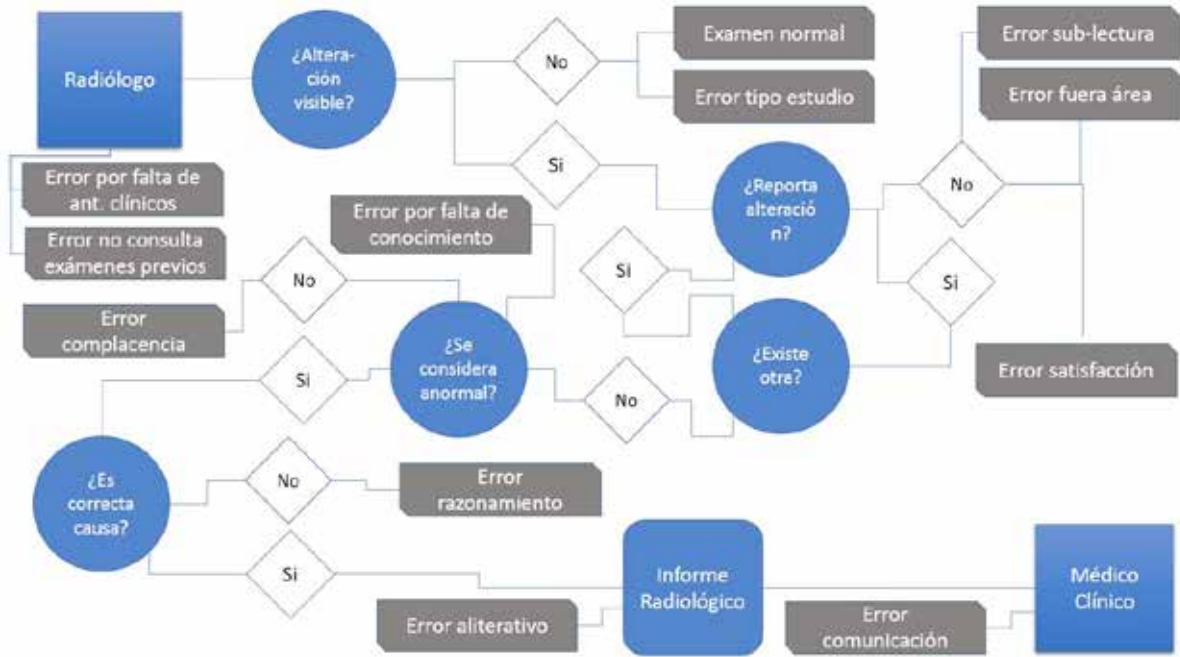 Radiólogo
¿Altera-
ción
visible?
No
Examen normal
Error tipo estudio
Error sub-lectura
Error fuera área
Si
¿Reporta
alteració
n?
No
Error por falta de
ant. clínicos
Error no consulta
exámenes previos
Error por falta de
conocimiento
No
Si
Si
Error
complacencia
¿Se
considera
anormal?
¿Existe
otra?
Error satisfacción
Si
No
¿Es
correcta
causa?
No
Error
razonamiento
Si
Informe
Radiológico
Médico
Clínico
Error aliterativo
Error
comunicación